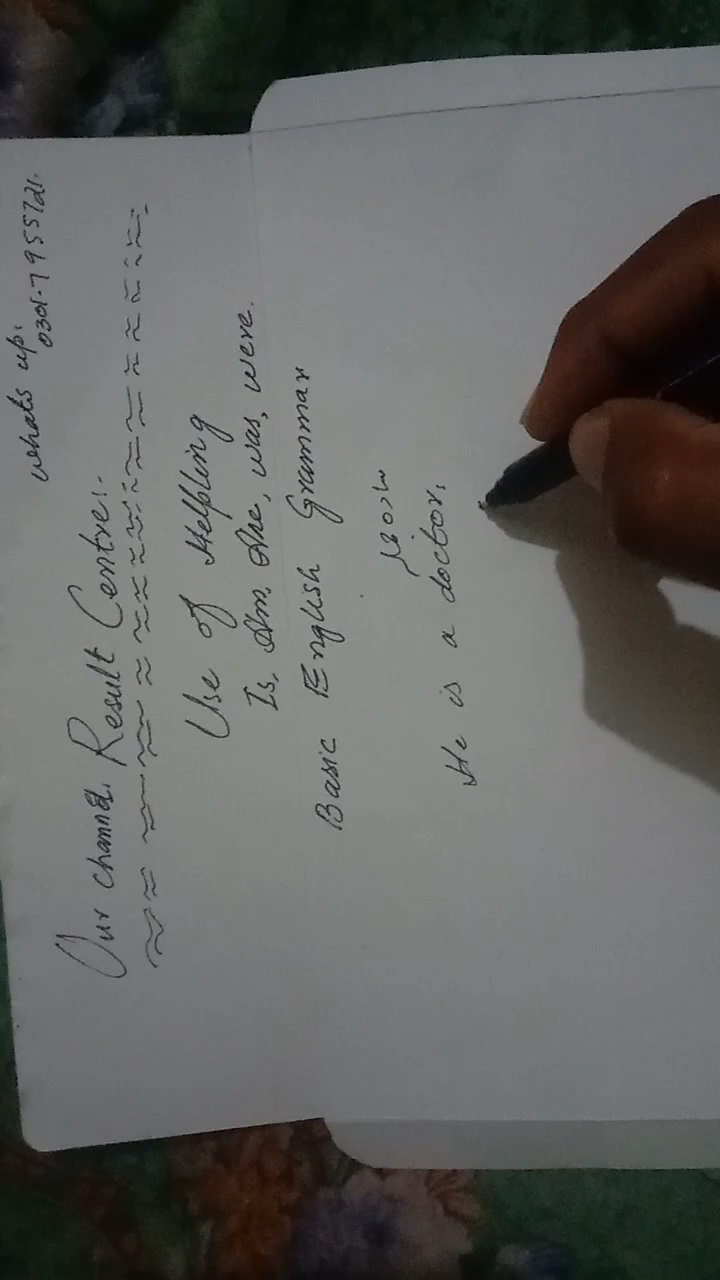 whats up:
0301-7955721.
Our channel. Result Centre:-
Use of Helping
Is, Am, Are, was, were.
Basic English Grammar
He is a doctor.